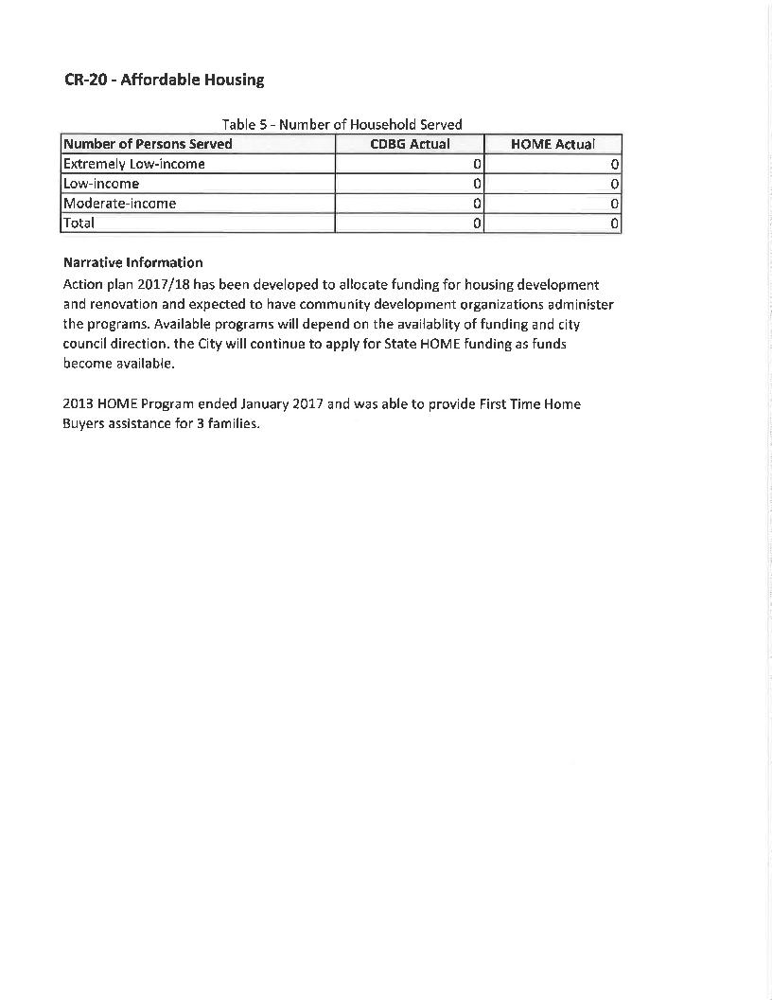 CR-20 - Affordable Housing
Table 5 - Number of Household Served
Number of Persons Served CDBG Actual HOME Actual
Extremely Low-income 0 0
Low-income 0 0
Moderate-income 0 0
Total 0 0
Narrative Information
Action plan 2017/18 has been developed to allocate funding for housing development
and renovation and expected to have community development organizations administer
the programs. Available programs will depend on the availablity of funding and city
council direction. the City will continue to apply for State HOME funding as funds
become available.
2013 HOME Program ended January 2017 and was able to provide First Time Home
Buyers assistance for 3 families.